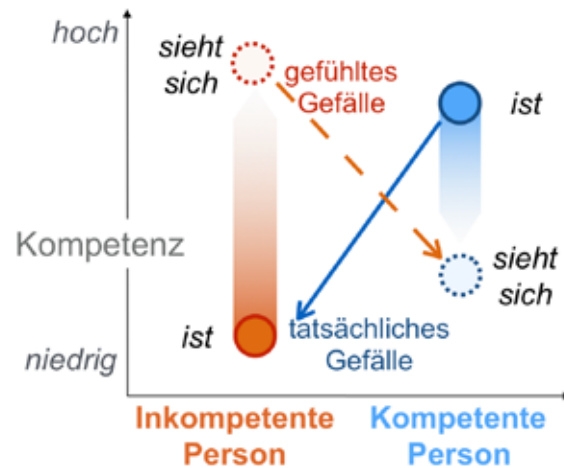 hoch
sieht
sich
gefühltes
Gefälle
ist
Kompetenz
sieht
sich
ist
tatsächliches
Gefälle
niedrig
Inkompetente
Person
Kompetente
Person